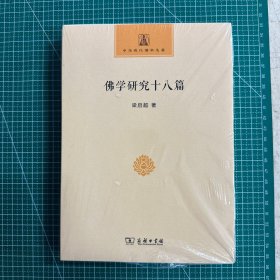 中华现代学术名著
佛学研究十八篇
梁启超 著
商务印书馆